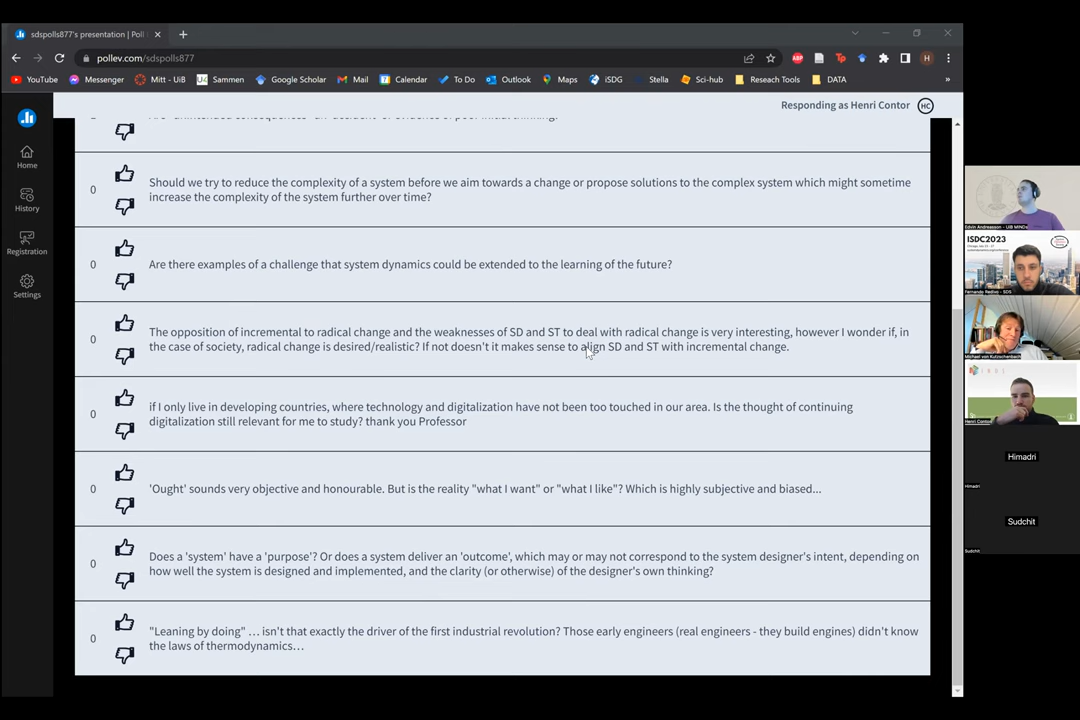 sdspolls877's presentation | Poll
pollev.com/sdspolls877
YouTube Messenger Mitt - UiB Sammen Google Scholar Mail Calendar To Do Outlook Maps iSDG Stella Sci-hub Reseach Tools DATA »
Responding as Henri Contor HC
Home
History
Registration
Settings
0 Should we try to reduce the complexity of a system before we aim towards a change or propose solutions to the complex system which might sometime
increase the complexity of the system further over time?
0 Are there examples of a challenge that system dynamics could be extended to the learning of the future?
0 The opposition of incremental to radical change and the weaknesses of SD and ST to deal with radical change is very interesting, however I wonder if, in
the case of society, radical change is desired/realistic? If not doesn't it makes sense to align SD and ST with incremental change.
0 if I only live in developing countries, where technology and digitalization have not been too touched in our area. Is the thought of continuing
digitalization still relevant for me to study? thank you Professor
0 'Ought' sounds very objective and honourable. But is the reality "what I want" or "what I like"? Which is highly subjective and biased...
0 Does a 'system' have a 'purpose'? Or does a system deliver an 'outcome', which may or may not correspond to the system designer's intent, depending on
how well the system is designed and implemented, and the clarity (or otherwise) of the designer's own thinking?
0 "Leaning by doing" … isn't that exactly the driver of the first industrial revolution? Those early engineers (real engineers - they build engines) didn't know
the laws of thermodynamics…
Edvin Andreasson - UiB MINDs
ISDC2023
Fernando Redivo - SDS
Michael von Kutzschenbach
Henri Contor
Himadri
Himadri
Sudchit
Sudchit